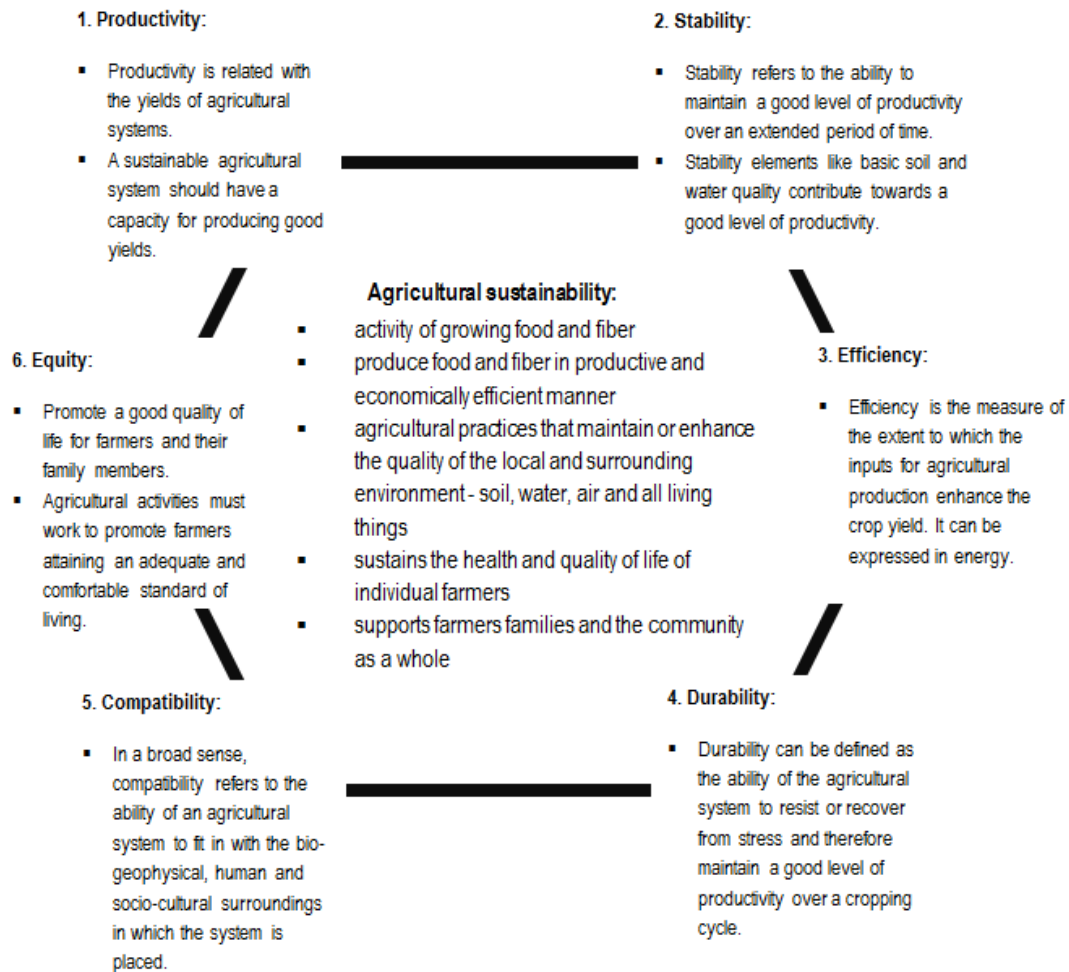 1. Productivity:
▪ Productivity is related with
the yields of agricultural
systems.
▪ A sustainable agricultural
system should have a
capacity for producing good
yields.
2. Stability:
▪ Stability refers to the ability to
maintain a good level of productivity
over an extended period of time.
▪ Stability elements like basic soil and
water quality contribute towards a
good level of productivity.
Agricultural sustainability:
▪ activity of growing food and fiber
▪ produce food and fiber in productive and
economically efficient manner
▪ agricultural practices that maintain or enhance
the quality of the local and surrounding
environment - soil, water, air and all living
things
▪ sustains the health and quality of life of
individual farmers
▪ supports farmers families and the community
as a whole
3. Efficiency:
▪ Efficiency is the measure of
the extent to which the
inputs for agricultural
production enhance the
crop yield. It can be
expressed in energy.
4. Durability:
▪ Durability can be defined as
the ability of the agricultural
system to resist or recover
from stress and therefore
maintain a good level of
productivity over a cropping
cycle.
5. Compatibility:
▪ In a broad sense,
compatibility refers to the
ability of an agricultural
system to fit in with the bio-
geophysical, human and
socio-cultural surroundings
in which the system is
placed.
6. Equity:
▪ Promote a good quality of
life for farmers and their
family members.
▪ Agricultural activities must
work to promote farmers
attaining an adequate and
comfortable standard of
living.